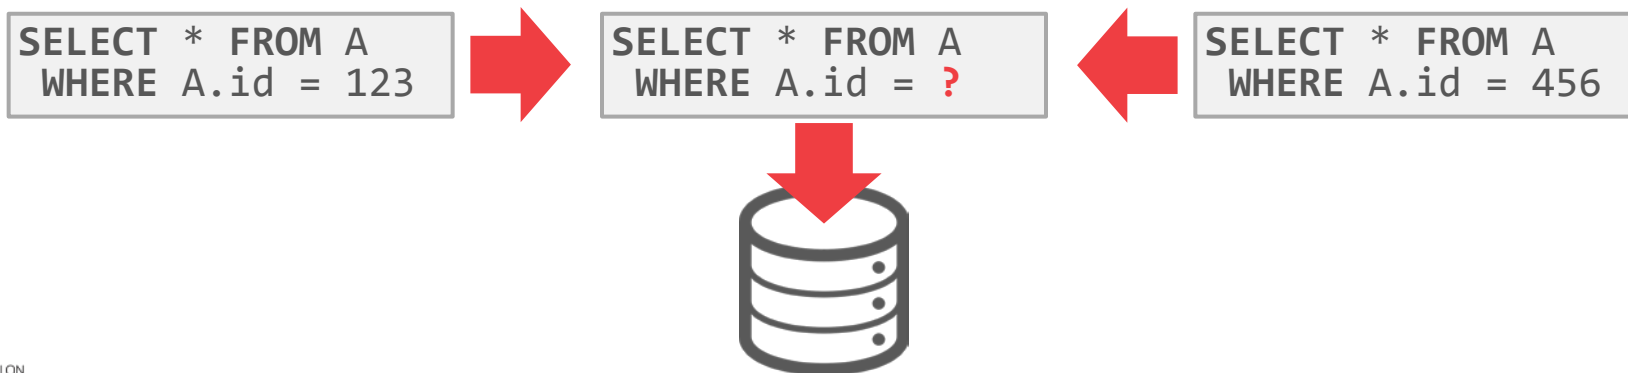 SELECT * FROM A
WHERE A.id = 123
SELECT * FROM A
WHERE A.id = ?
SELECT * FROM A
WHERE A.id = 456